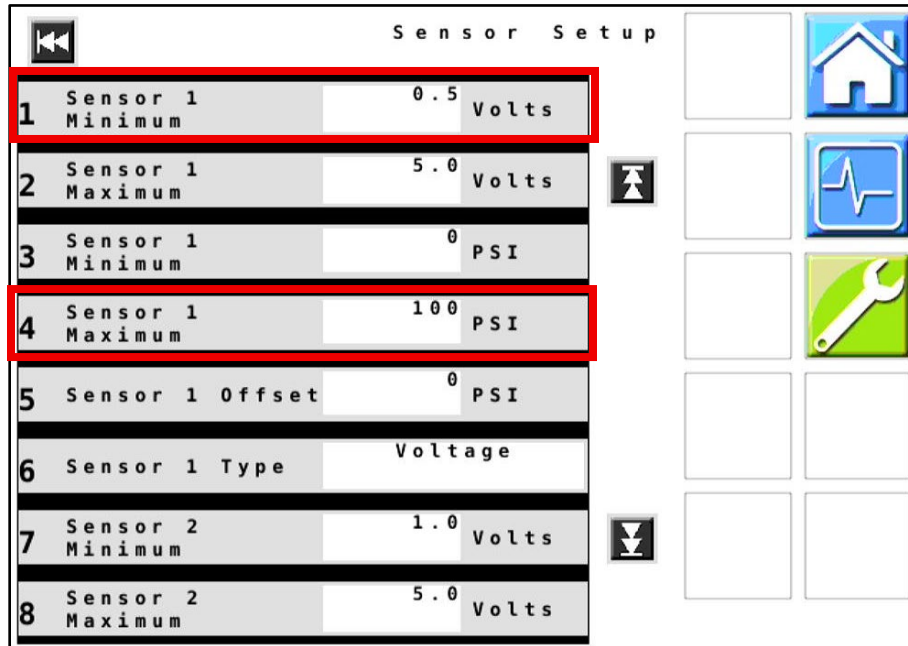 Sensor Setup
1 Sensor 1 Minimum 0.5 Volts
2 Sensor 1 Maximum 5.0 Volts
3 Sensor 1 Minimum 0 PSI
4 Sensor 1 Maximum 100 PSI
5 Sensor 1 Offset 0 PSI
6 Sensor 1 Type Voltage
7 Sensor 2 Minimum 1.0 Volts
8 Sensor 2 Maximum 5.0 Volts